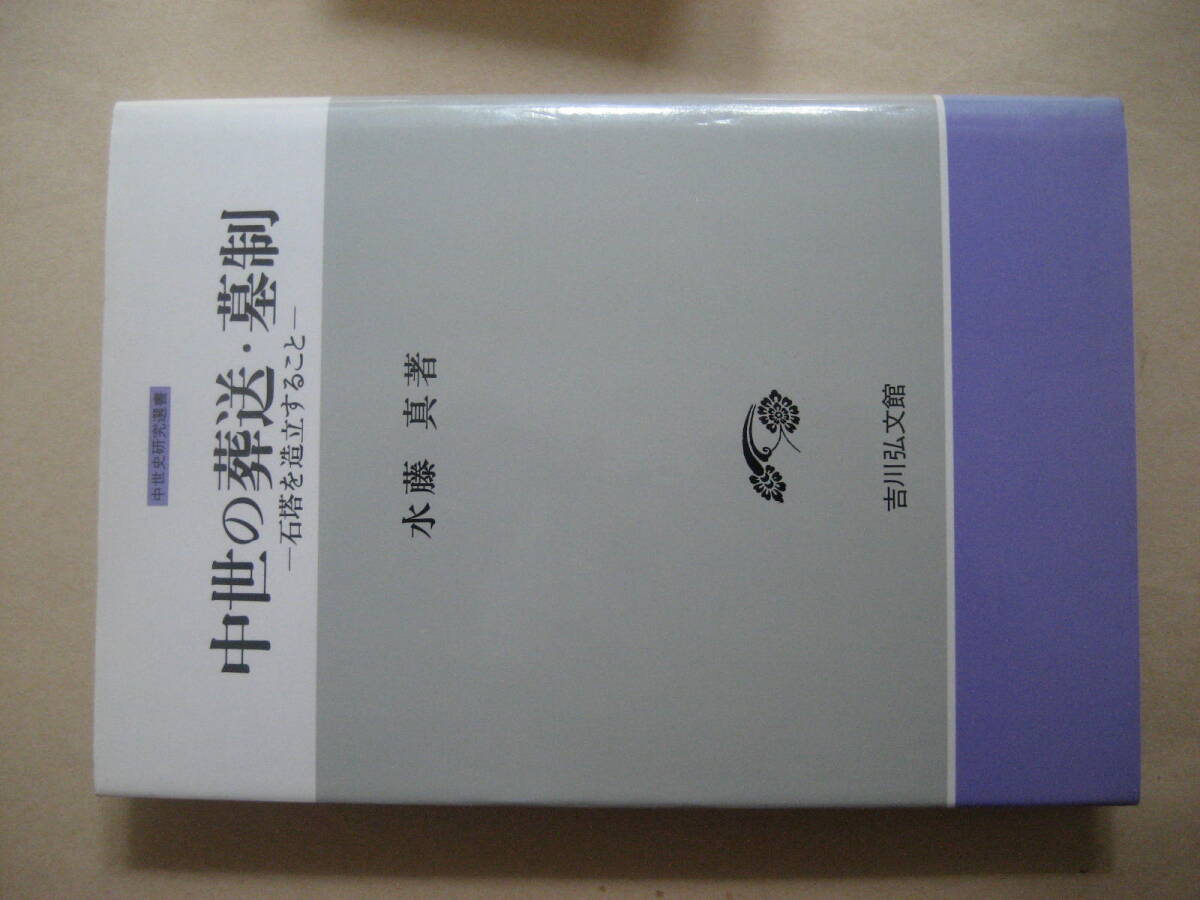 中世史研究選書
中世の葬送・墓制
―石塔を造立すること―
水藤 真 著
吉川弘文館